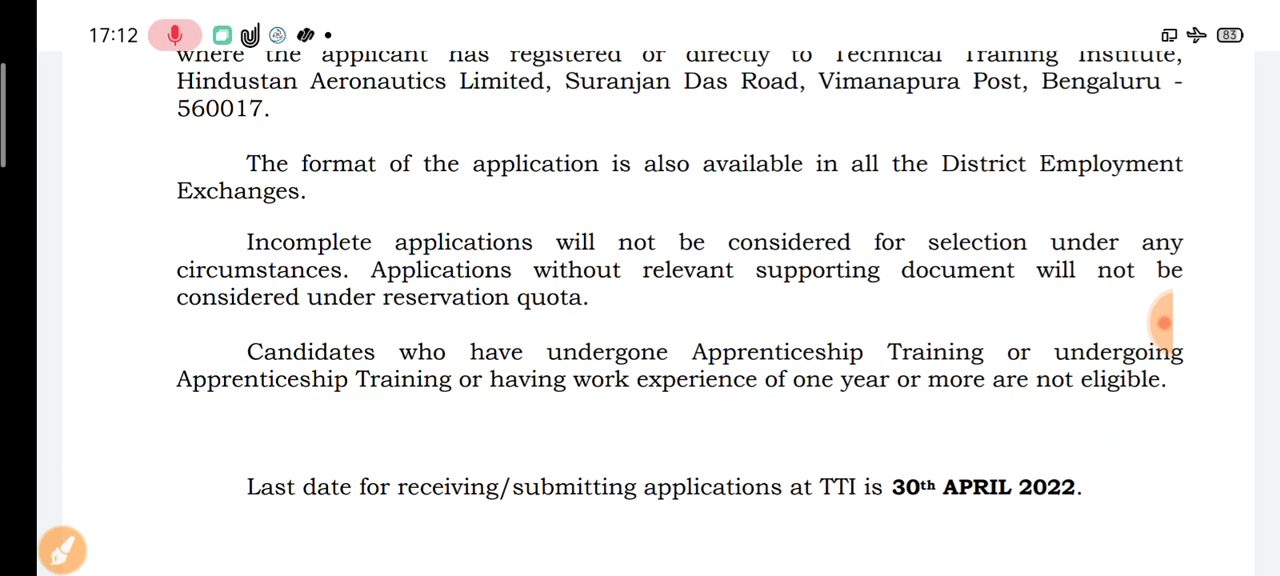 17:12
83
where the applicant has registered or directly to Technical Training Institute,
Hindustan Aeronautics Limited, Suranjan Das Road, Vimanapura Post, Bengaluru -
560017.
The format of the application is also available in all the District Employment
Exchanges.
Incomplete applications will not be considered for selection under any
circumstances. Applications without relevant supporting document will not be
considered under reservation quota.
Candidates who have undergone Apprenticeship Training or undergoing
Apprenticeship Training or having work experience of one year or more are not eligible.
Last date for receiving/submitting applications at TTI is 30th APRIL 2022.